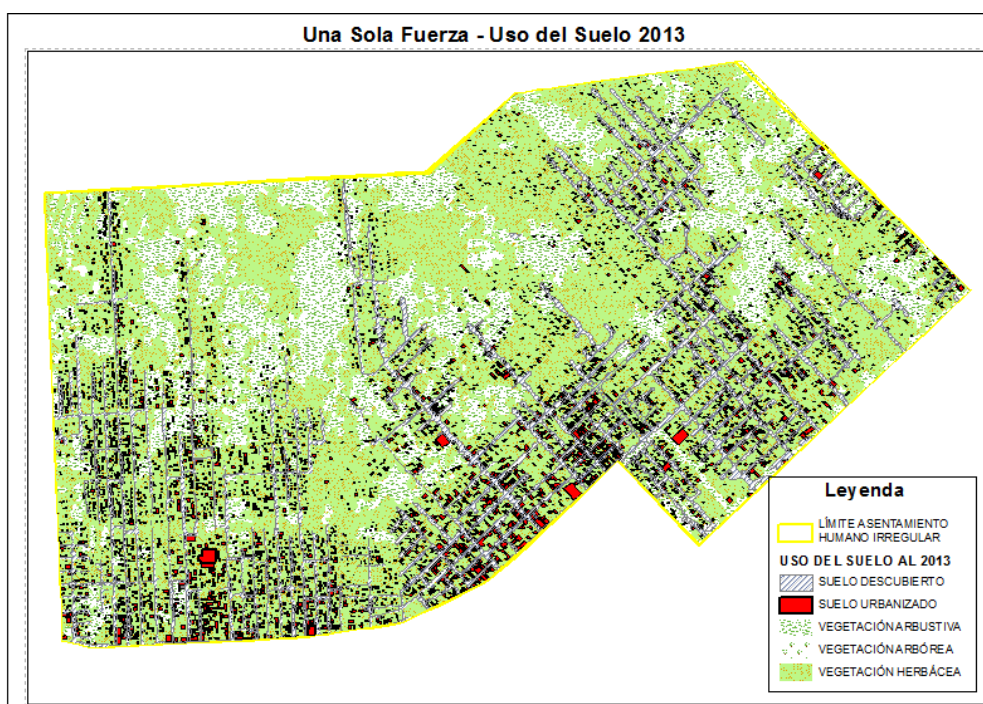 Una Sola Fuerza - Uso del Suelo 2013
Leyenda
LÍMITE ASENTAMIENTO
HUMANO IRREGULAR
USO DEL SUELO AL 2013
SUELO DESCUBIERTO
SUELO URBANIZADO
VEGETACIÓN ARBUSTIVA
VEGETACIÓN ARBÓREA
VEGETACIÓN HERBÁCEA